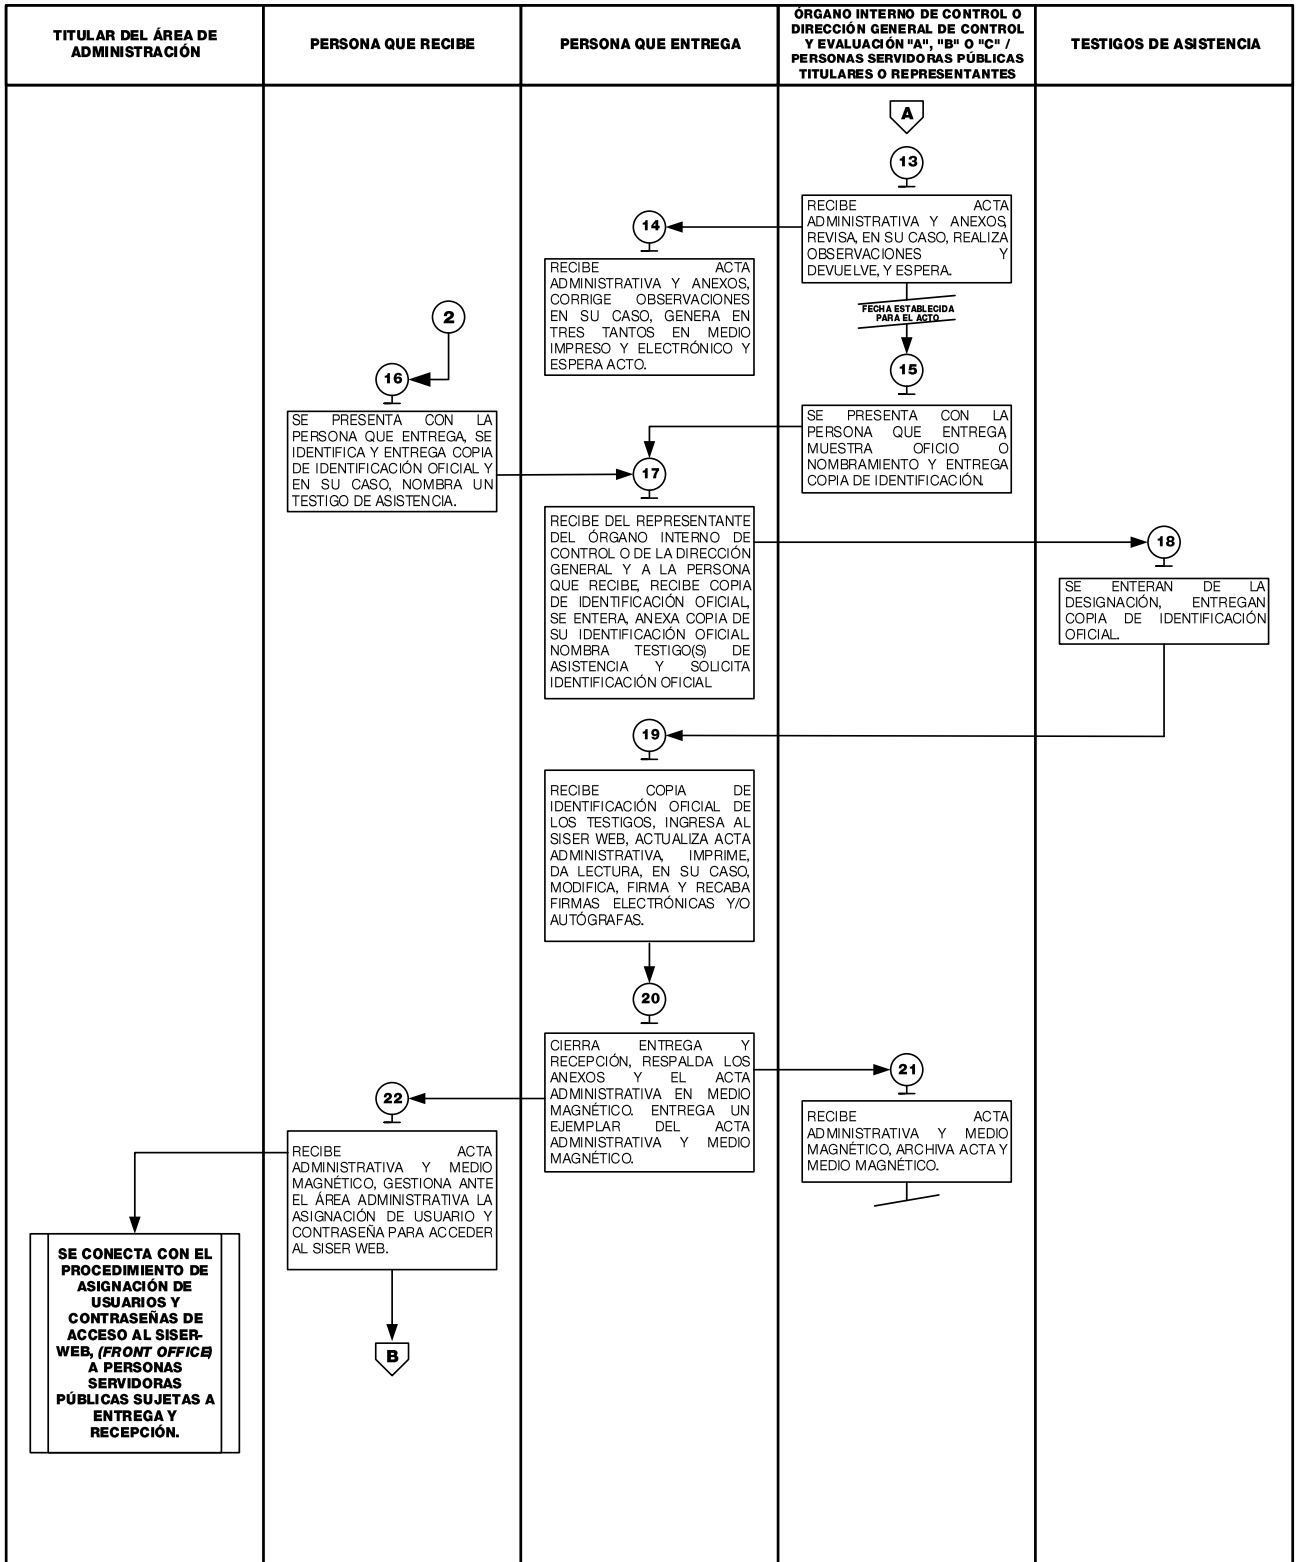 TITULAR DEL ÁREA DE
ADMINISTRACIÓN
PERSONA QUE RECIBE
PERSONA QUE ENTREGA
ÓRGANO INTERNO DE CONTROL O
DIRECCIÓN GENERAL DE CONTROL
Y EVALUACIÓN "A", "B" O "C" /
PERSONAS SERVIDORAS PÚBLICAS
TITULARES O REPRESENTANTES
TESTIGOS DE ASISTENCIA
A
13
RECIBE ACTA
ADMINISTRATIVA Y ANEXOS,
REVISA, EN SU CASO, REALIZA
OBSERVACIONES Y
DEVUELVE, Y ESPERA.
14
RECIBE ACTA
ADMINISTRATIVA Y ANEXOS,
CORRIGE OBSERVACIONES
EN SU CASO, GENERA EN
TRES TANTOS EN MEDIO
IMPRESO Y ELECTRÓNICO Y
ESPERA ACTO.
FECHA ESTABLECIDA
PARA EL ACTO
2
15
SE PRESENTA CON LA
PERSONA QUE ENTREGA,
MUESTRA OFICIO O
NOMBRAMIENTO Y ENTREGA
COPIA DE IDENTIFICACIÓN.
16
SE PRESENTA CON LA
PERSONA QUE ENTREGA, SE
IDENTIFICA Y ENTREGA COPIA
DE IDENTIFICACIÓN OFICIAL Y
EN SU CASO, NOMBRA UN
TESTIGO DE ASISTENCIA.
17
RECIBE DEL REPRESENTANTE
DEL ÓRGANO INTERNO DE
CONTROL O DE LA DIRECCIÓN
GENERAL Y A LA PERSONA
QUE RECIBE, RECIBE COPIA
DE IDENTIFICACIÓN OFICIAL,
SE ENTERA, ANEXA COPIA DE
SU IDENTIFICACIÓN OFICIAL.
NOMBRA TESTIGO(S) DE
ASISTENCIA Y SOLICITA
IDENTIFICACIÓN OFICIAL
18
SE ENTERAN DE LA
DESIGNACIÓN, ENTREGAN
COPIA DE IDENTIFICACIÓN
OFICIAL.
19
RECIBE COPIA DE
IDENTIFICACIÓN OFICIAL DE
LOS TESTIGOS, INGRESA AL
SISER WEB, ACTUALIZA ACTA
ADMINISTRATIVA, IMPRIME,
DA LECTURA, EN SU CASO,
MODIFICA, FIRMA Y RECABA
FIRMAS ELECTRÓNICAS Y/O
AUTÓGRAFAS.
20
CIERRA ENTREGA Y
RECEPCIÓN, RESPALDA LOS
ANEXOS Y EL ACTA
ADMINISTRATIVA EN MEDIO
MAGNÉTICO. ENTREGA UN
EJEMPLAR DEL ACTA
ADMINISTRATIVA Y MEDIO
MAGNÉTICO.
21
RECIBE ACTA
ADMINISTRATIVA Y MEDIO
MAGNÉTICO, ARCHIVA ACTA Y
MEDIO MAGNÉTICO.
22
RECIBE ACTA
ADMINISTRATIVA Y MEDIO
MAGNÉTICO, GESTIONA ANTE
EL ÁREA ADMINISTRATIVA LA
ASIGNACIÓN DE USUARIO Y
CONTRASEÑA PARA ACCEDER
AL SISER WEB.
SE CONECTA CON EL
PROCEDIMIENTO DE
ASIGNACIÓN DE
USUARIOS Y
CONTRASEÑAS DE
ACCESO AL SISER-
WEB, (FRONT OFFICE)
A PERSONAS
SERVIDORAS
PÚBLICAS SUJETAS A
ENTREGA Y
RECEPCIÓN.
B